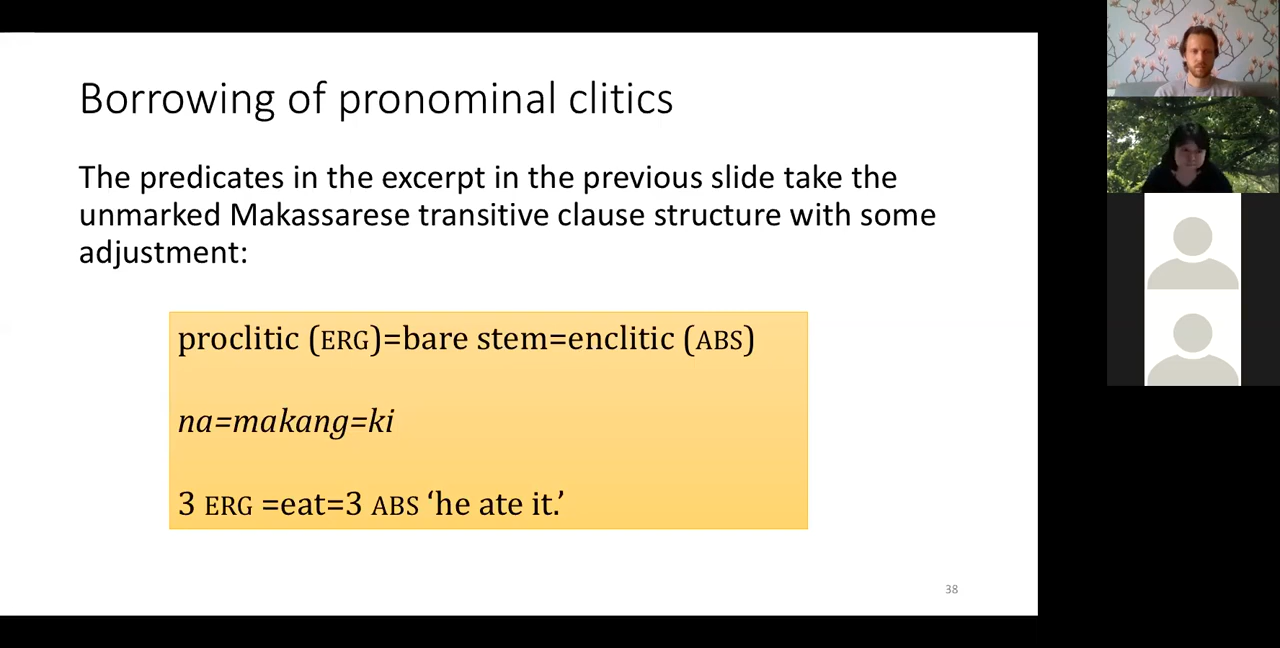 Borrowing of pronominal clitics
The predicates in the excerpt in the previous slide take the
unmarked Makassarese transitive clause structure with some
adjustment:
proclitic (ERG)=bare stem=enclitic (ABS)
na=makang=ki
3 ERG =eat=3 ABS ‘he ate it.’
38